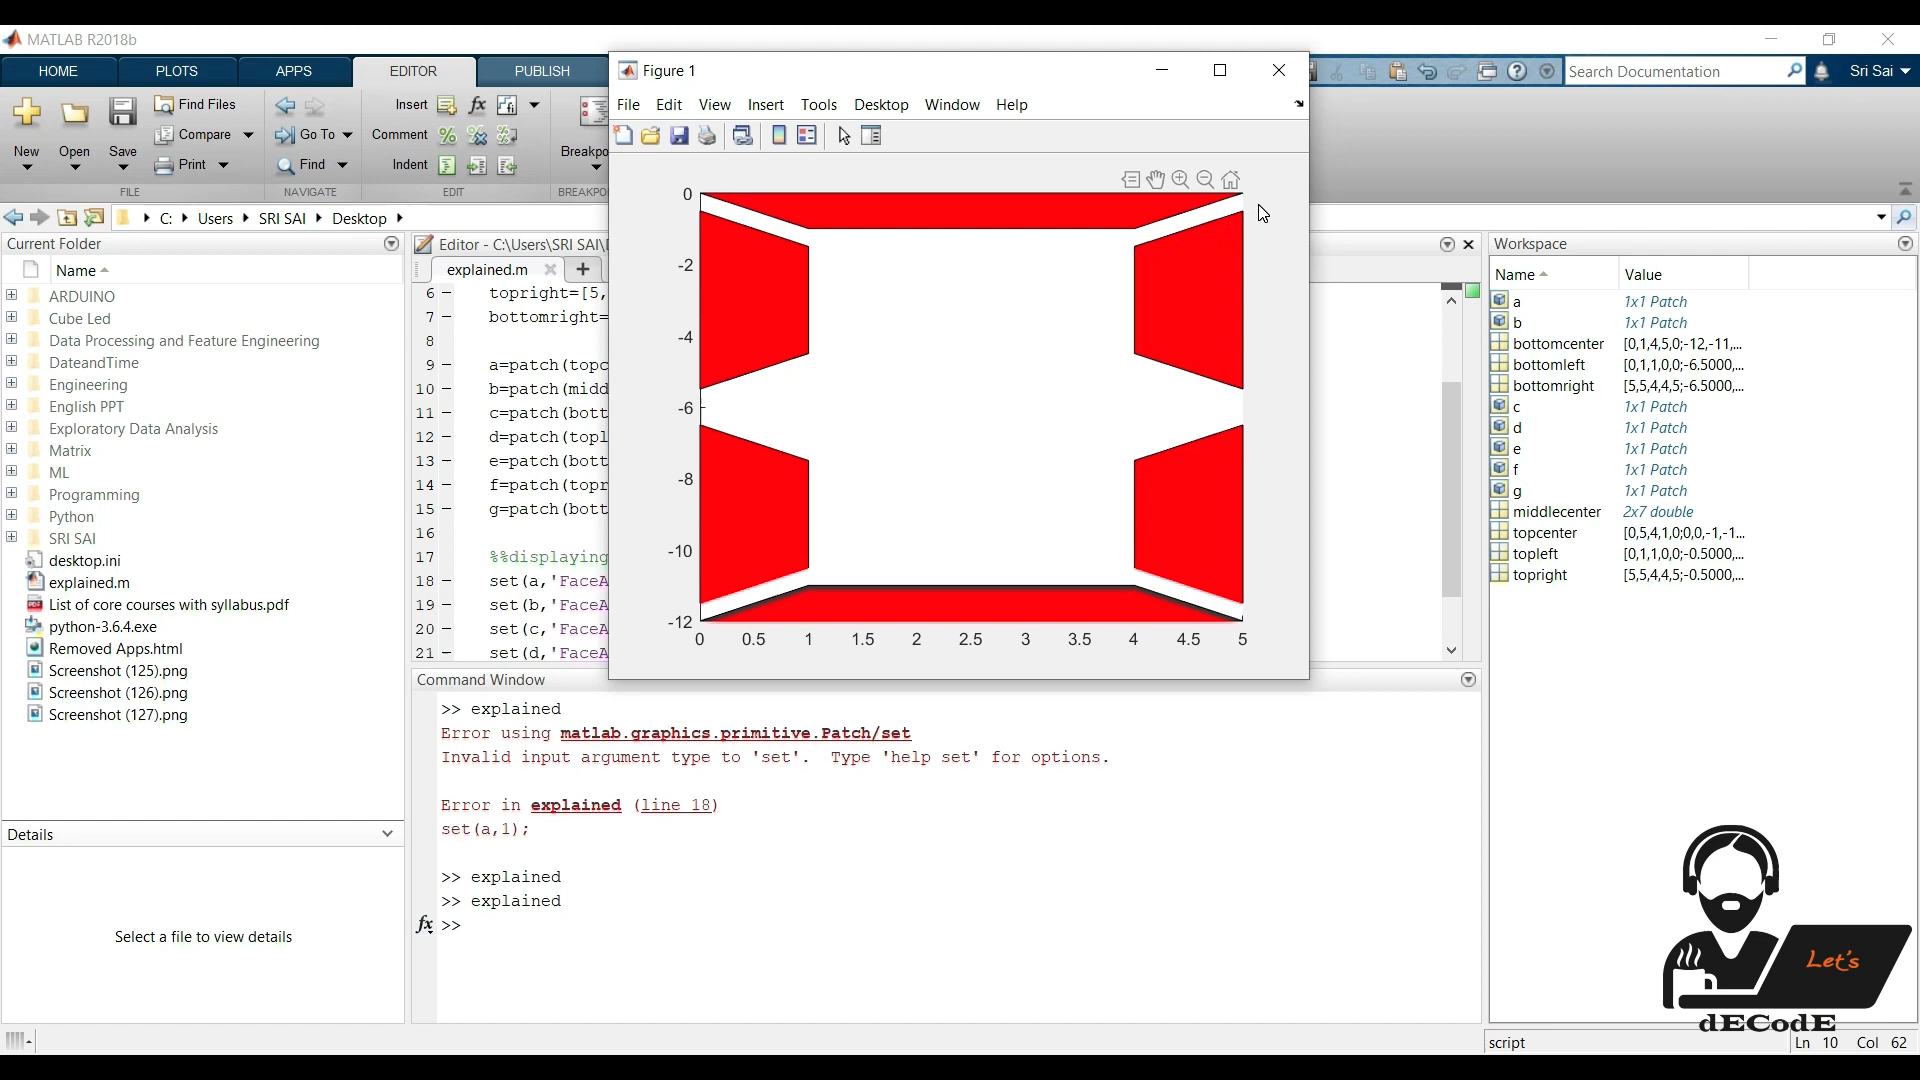 MATLAB R2018b
HOME PLOTS APPS EDITOR PUBLISH
Search Documentation
Sri Sai
New
Open
Save
Find Files
Compare
Print
FILE
Go To
Find
NAVIGATE
Insert
Comment
Indent
EDIT
Breakpo
BREAKPOI
C: Users SRI SAI Desktop
Current Folder
Name
ARDUINO
Cube Led
Data Processing and Feature Engineering
DateandTime
Engineering
English PPT
Exploratory Data Analysis
Matrix
ML
Programming
Python
SRI SAI
desktop.ini
explained.m
List of core courses with syllabus.pdf
python-3.6.4.exe
Removed Apps.html
Screenshot (125).png
Screenshot (126).png
Screenshot (127).png
Details
Select a file to view details
Editor - C:\Users\SRI SAI\
explained.m
6 - topright=[5,
7 - bottomright=
8
9 - a=patch(topc
10 - b=patch(midd
11 - c=patch(bott
12 - d=patch(topl
13 - e=patch(bott
14 - f=patch(topr
15 - g=patch(bott
16
17 %%displaying
18 - set(a,'FaceA
19 - set(b,'FaceA
20 - set(c,'FaceA
21 - set(d,'FaceA
Figure 1
File Edit View Insert Tools Desktop Window Help
0
-2
-4
-6
-8
-10
-12
0 0.5 1 1.5 2 2.5 3 3.5 4 4.5 5
Command Window
>> explained
Error using matlab.graphics.primitive.Patch/set
Invalid input argument type to 'set'. Type 'help set' for options.
Error in explained (line 18)
set(a,1);
>> explained
>> explained
fx >>
Workspace
Name Value
a 1x1 Patch
b 1x1 Patch
bottomcenter [0,1,4,5,0;-12,-11,...
bottomleft [0,1,1,0,0;-6.5000,...
bottomright [5,5,4,4,5;-6.5000,...
c 1x1 Patch
d 1x1 Patch
e 1x1 Patch
f 1x1 Patch
g 1x1 Patch
middlecenter 2x7 double
topcenter [0,5,4,1,0;0,0,-1,-1...
topleft [0,1,1,0,0;-0.5000,...
topright [5,5,4,4,5;-0.5000,...
Let's
dECodE
script
Ln 10 Col 62